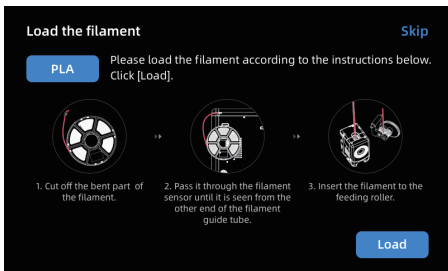 Load the filament
Skip
PLA
Please load the filament according to the instructions below.
Click [Load].
1. Cut off the bent part of
the filament.
2. Pass it through the filament
sensor until it is seen from the
other end of the filament
guide tube.
3. Insert the filament to the
feeding roller.
Load